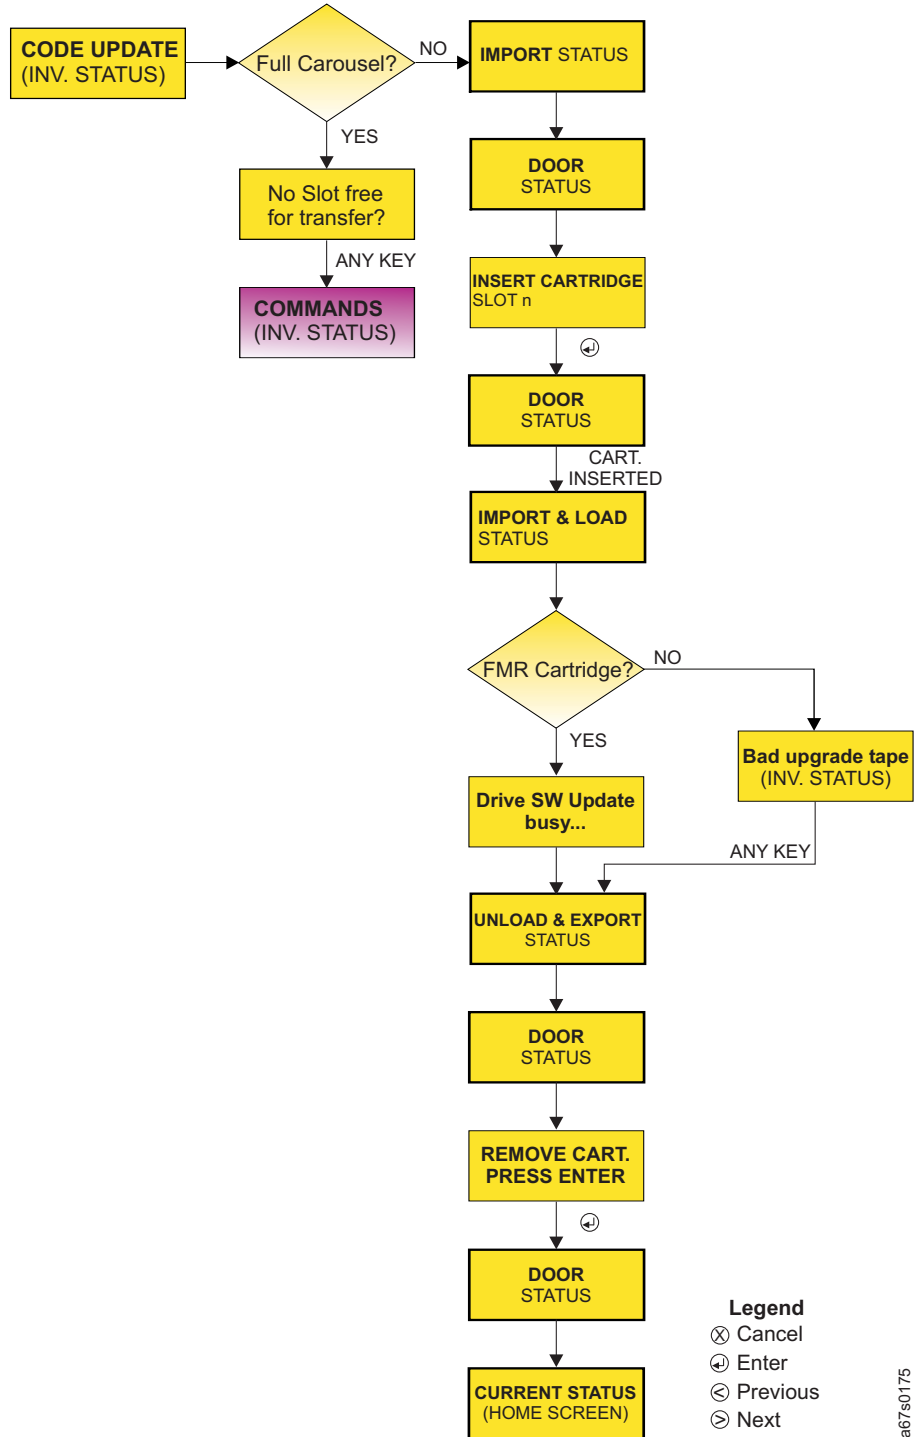 CODE UPDATE
(INV. STATUS)
Full Carousel?
NO
IMPORT STATUS
YES
DOOR
STATUS
No Slot free
for transfer?
ANY KEY
INSERT CARTRIDGE
SLOT n
COMMANDS
(INV. STATUS)
DOOR
STATUS
CART.
INSERTED
IMPORT & LOAD
STATUS
FMR Cartridge?
NO
YES
Bad upgrade tape
(INV. STATUS)
Drive SW Update
busy...
ANY KEY
UNLOAD & EXPORT
STATUS
DOOR
STATUS
REMOVE CART.
PRESS ENTER
DOOR
STATUS
CURRENT STATUS
(HOME SCREEN)
Legend
Cancel
Enter
Previous
Next
a67s0175